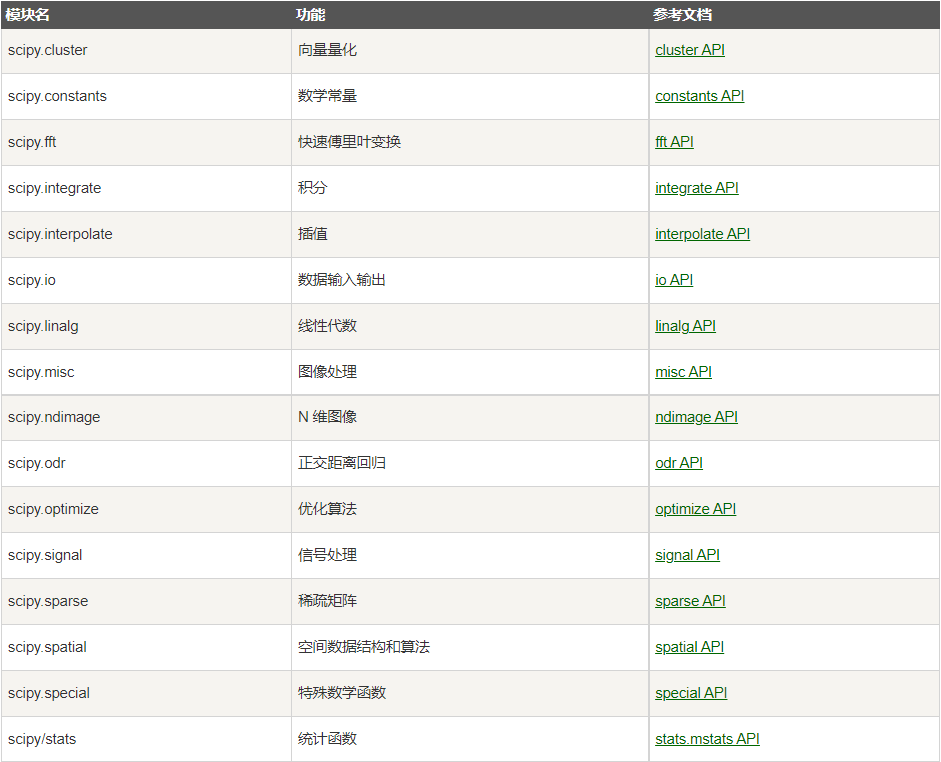 模块名 功能 参考文档
scipy.cluster 向量量化 cluster API
scipy.constants 数学常量 constants API
scipy.fft 快速傅里叶变换 fft API
scipy.integrate 积分 integrate API
scipy.interpolate 插值 interpolate API
scipy.io 数据输入输出 io API
scipy.linalg 线性代数 linalg API
scipy.misc 图像处理 misc API
scipy.ndimage N 维图像 ndimage API
scipy.odr 正交距离回归 odr API
scipy.optimize 优化算法 optimize API
scipy.signal 信号处理 signal API
scipy.sparse 稀疏矩阵 sparse API
scipy.spatial 空间数据结构和算法 spatial API
scipy.special 特殊数学函数 special API
scipy/stats 统计函数 stats.mstats API